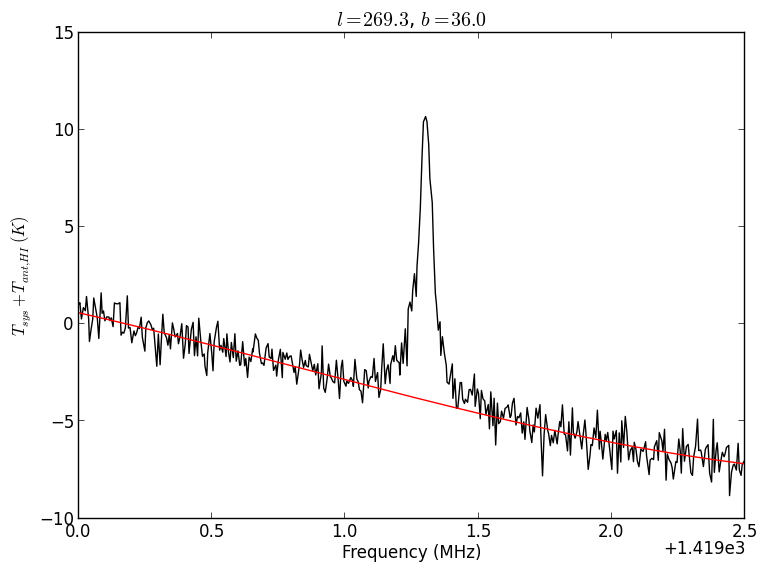 l = 269.3, b = 36.0
15
10
5
0
−5
−10
T_sys + T_ant,HI (K)
0.0 0.5 1.0 1.5 2.0 2.5
Frequency (MHz)
+1.419e3